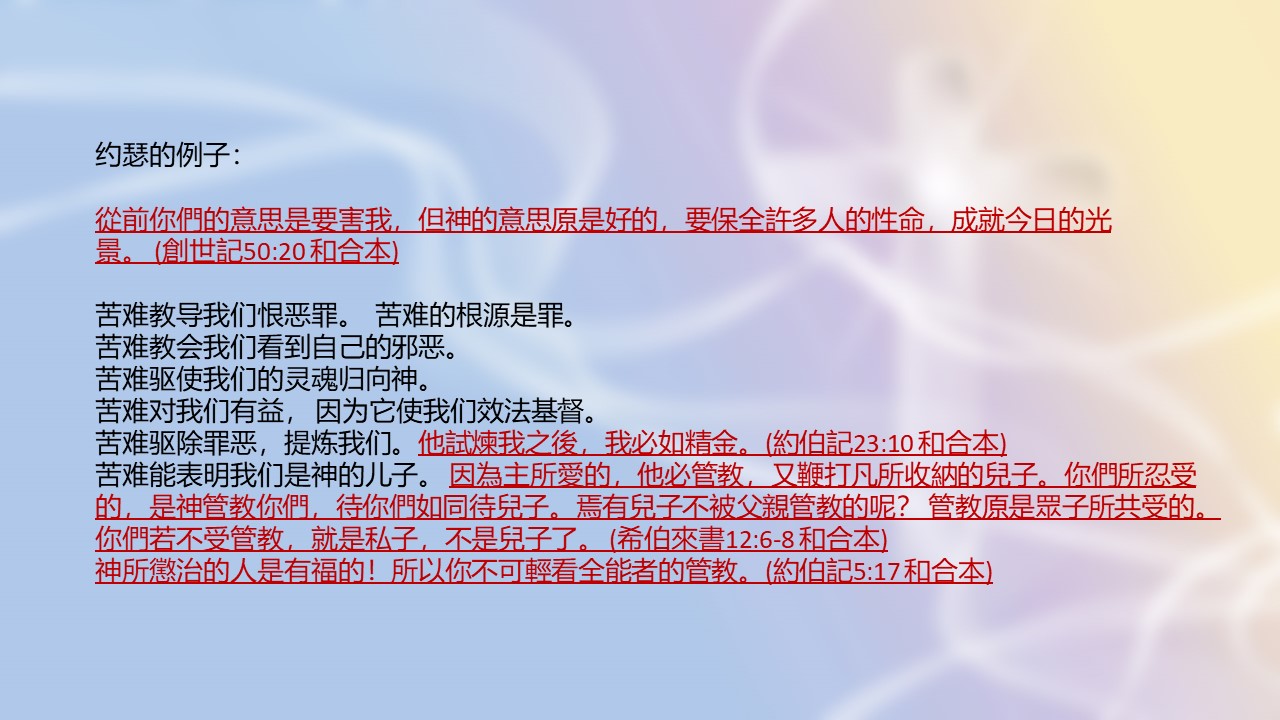 约瑟的例子：
從前你們的意思是要害我，但神的意思原是好的，要保全許多人的性命，成就今日的光
景。 (創世記50:20 和合本)
苦难教导我们恨恶罪。 苦难的根源是罪。
苦难教会我们看到自己的邪恶。
苦难驱使我们的灵魂归向神。
苦难对我们有益， 因为它使我们效法基督。
苦难驱除罪恶，提炼我们。他試煉我之後，我必如精金。(約伯記23:10 和合本)
苦难能表明我们是神的儿子。 因為主所愛的，他必管教，又鞭打凡所收納的兒子。你們所忍受
的，是神管教你們，待你們如同待兒子。焉有兒子不被父親管教的呢？ 管教原是眾子所共受的。
你們若不受管教，就是私子，不是兒子了。 (希伯來書12:6-8 和合本)
神所懲治的人是有福的！所以你不可輕看全能者的管教。(約伯記5:17 和合本)